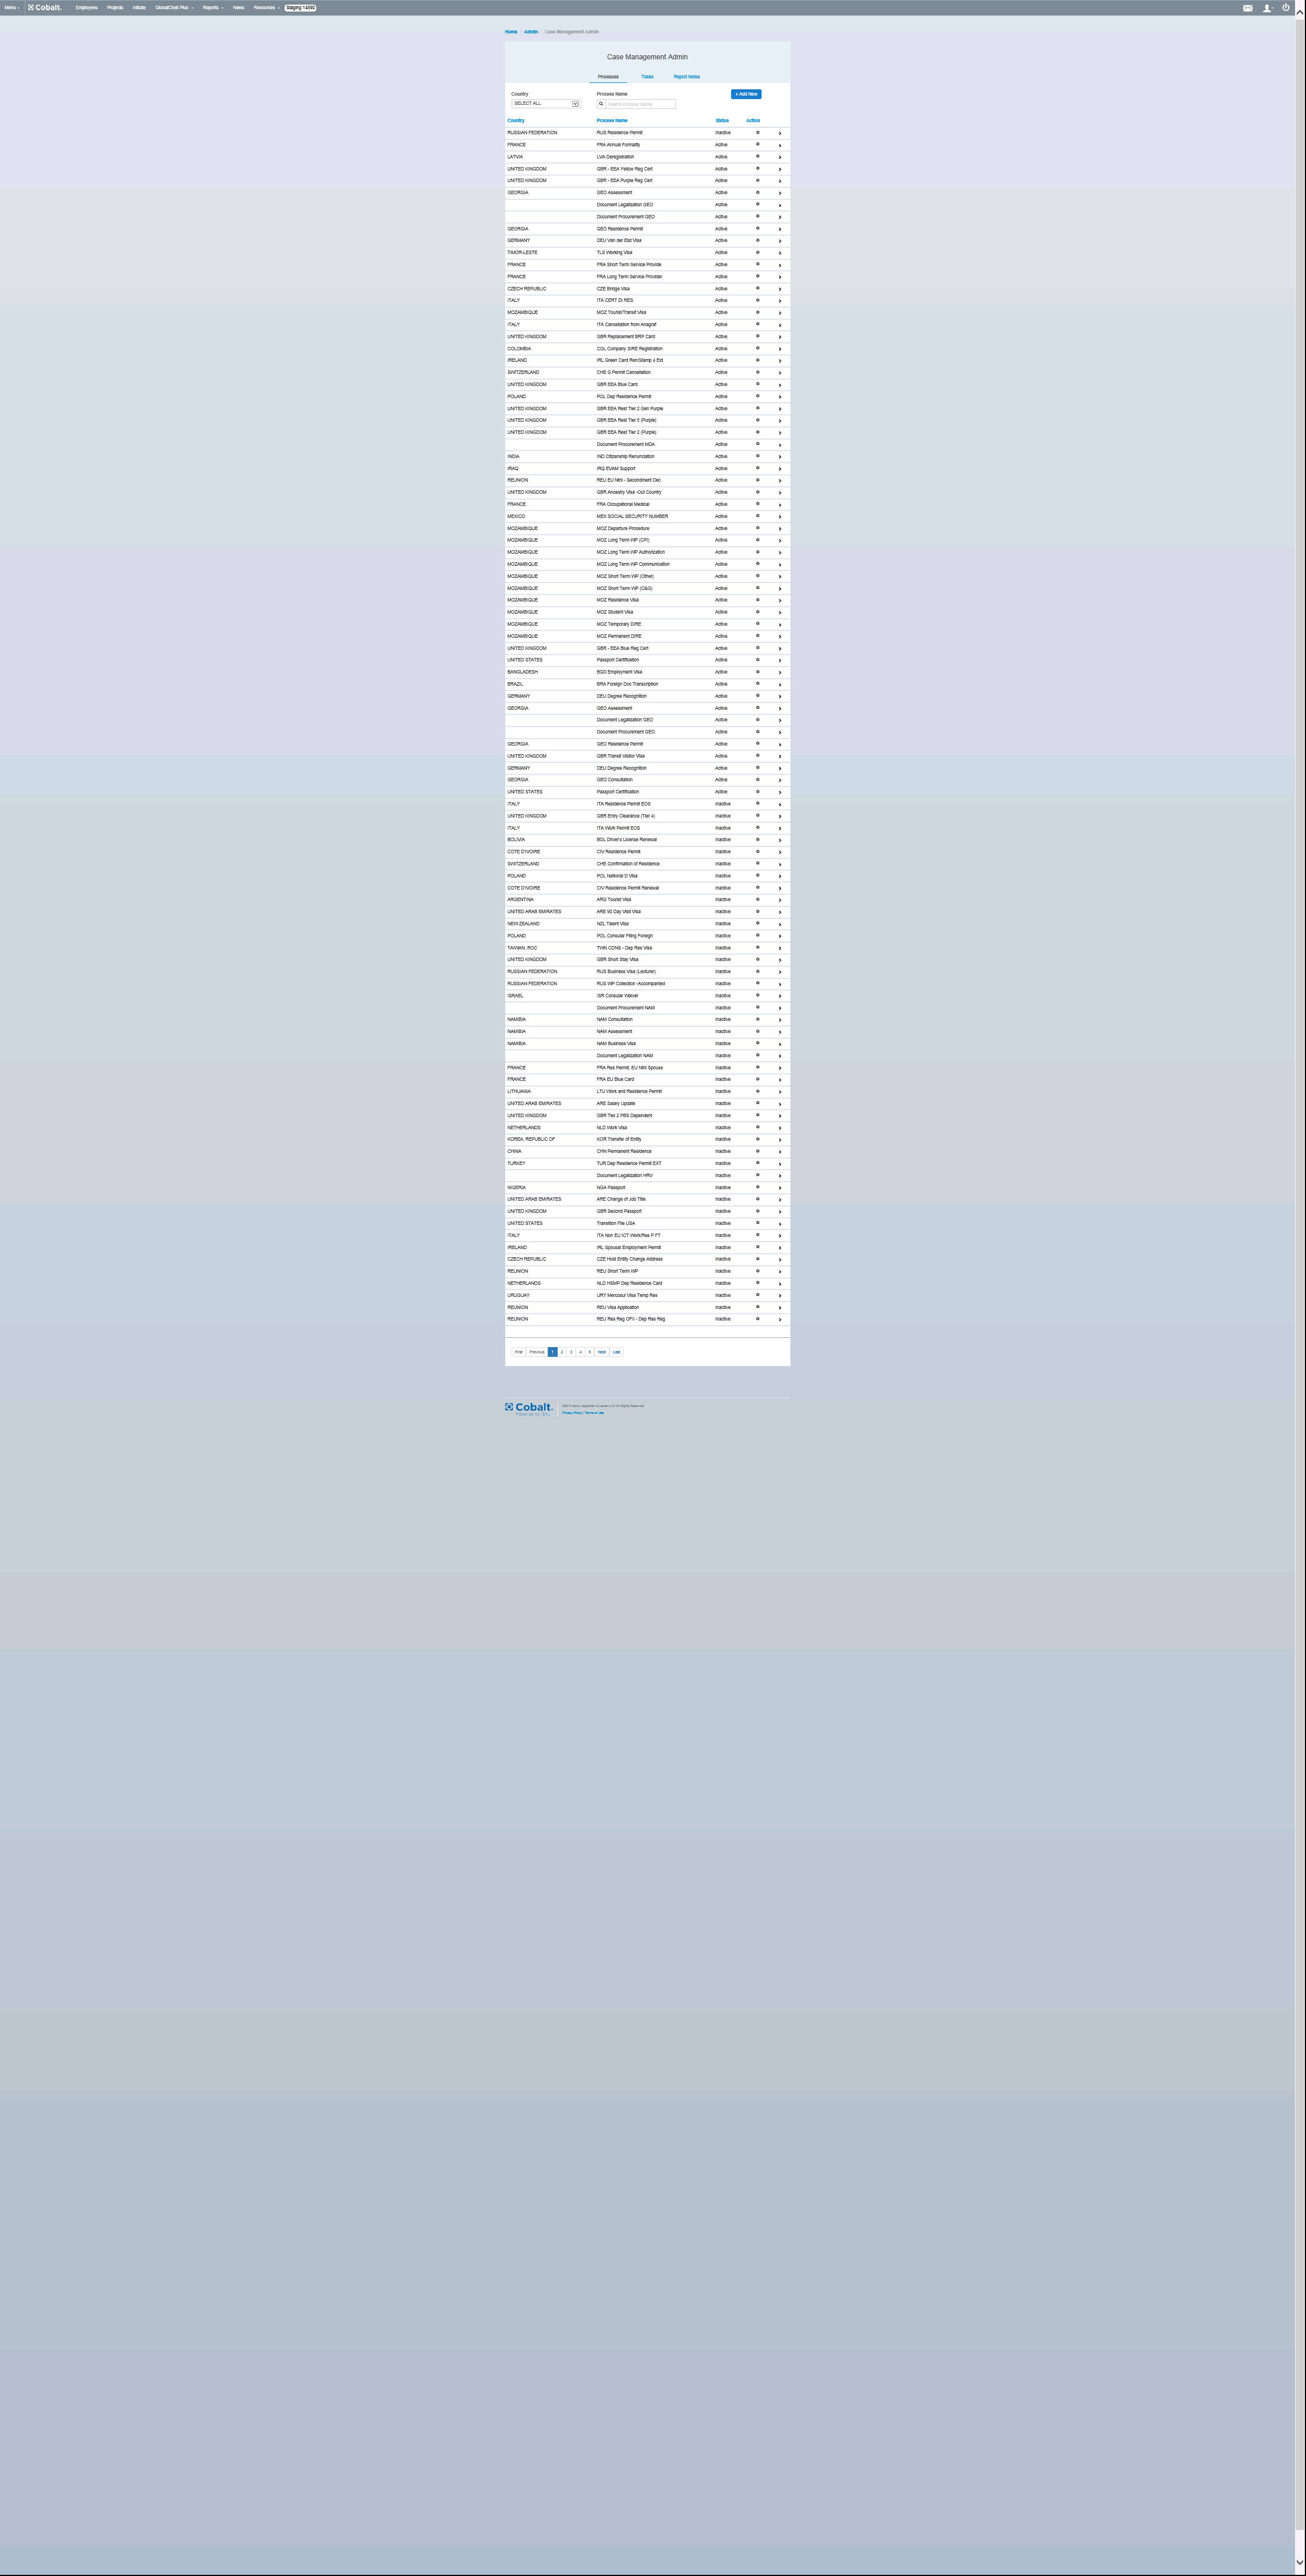 Menu Cobalt. Employees Projects Initiate GlobalChek Plus Reports News Resources Staging 14590
Home / Admin / Case Management Admin
Case Management Admin
Processes Tasks Report Notes
Country Process Name + Add New
SELECT ALL Search Process Name
Country Process Name Status Action
RUSSIAN FEDERATION RUS Residence Permit Inactive
FRANCE FRA Annual Formality Active
LATVIA LVA Deregistration Active
UNITED KINGDOM GBR - EEA Yellow Reg Cert Active
UNITED KINGDOM GBR - EEA Purple Reg Cert Active
GEORGIA GEO Assessment Active
Document Legalization GEO Active
Document Procurement GEO Active
GEORGIA GEO Residence Permit Active
GERMANY DEU Van der Elst Visa Active
TIMOR-LESTE TLS Working Visa Active
FRANCE FRA Short Term Service Provide Active
FRANCE FRA Long Term Service Provider Active
CZECH REPUBLIC CZE Bridge Visa Active
ITALY ITA CERT DI RES Active
MOZAMBIQUE MOZ Tourist/Transit Visa Active
ITALY ITA Cancellation from Anagraf Active
UNITED KINGDOM GBR Replacement BRP Card Active
COLOMBIA COL Company SIRE Registration Active
IRELAND IRL Green Card Ren/Stamp 4 Ext Active
SWITZERLAND CHE G Permit Cancellation Active
UNITED KINGDOM GBR EEA Blue Card Active
POLAND POL Dep Residence Permit Active
UNITED KINGDOM GBR EEA Rest Tier 2 Gen Purple Active
UNITED KINGDOM GBR EEA Rest Tier 5 (Purple) Active
UNITED KINGDOM GBR EEA Rest Tier 2 (Purple) Active
Document Procurement MDA Active
INDIA IND Citizenship Renunciation Active
IRAQ IRQ EVAM Support Active
REUNION REU EU Ntnl - Secondment Dec Active
UNITED KINGDOM GBR Ancestry Visa -Out Country Active
FRANCE FRA Occupational Medical Active
MEXICO MEX SOCIAL SECURITY NUMBER Active
MOZAMBIQUE MOZ Departure Procedure Active
MOZAMBIQUE MOZ Long Term WP (CPI) Active
MOZAMBIQUE MOZ Long Term WP Authorization Active
MOZAMBIQUE MOZ Long Term WP Communication Active
MOZAMBIQUE MOZ Short Term WP (Other) Active
MOZAMBIQUE MOZ Short Term WP (O&G) Active
MOZAMBIQUE MOZ Residence Visa Active
MOZAMBIQUE MOZ Student Visa Active
MOZAMBIQUE MOZ Temporary DIRE Active
MOZAMBIQUE MOZ Permanent DIRE Active
UNITED KINGDOM GBR - EEA Blue Reg Cert Active
UNITED STATES Passport Certification Active
BANGLADESH BGD Employment Visa Active
BRAZIL BRA Foreign Doc Transcription Active
GERMANY DEU Degree Recognition Active
GEORGIA GEO Assessment Active
Document Legalization GEO Active
Document Procurement GEO Active
GEORGIA GEO Residence Permit Active
UNITED KINGDOM GBR Transit Visitor Visa Active
GERMANY DEU Degree Recognition Active
GEORGIA GEO Consultation Active
UNITED STATES Passport Certification Active
ITALY ITA Residence Permit EOS Inactive
UNITED KINGDOM GBR Entry Clearance (Tier 4) Inactive
ITALY ITA Work Permit EOS Inactive
BOLIVIA BOL Driver's License Renewal Inactive
COTE D'IVOIRE CIV Residence Permit Inactive
SWITZERLAND CHE Confirmation of Residence Inactive
POLAND POL National D Visa Inactive
COTE D'IVOIRE CIV Residence Permit Renewal Inactive
ARGENTINA ARG Tourist Visa Inactive
UNITED ARAB EMIRATES ARE 90 Day Visit Visa Inactive
NEW ZEALAND NZL Talent Visa Inactive
POLAND POL Consular Filing Foreign Inactive
TAIWAN, ROC TWN CONS - Dep Res Visa Inactive
UNITED KINGDOM GBR Short Stay Visa Inactive
RUSSIAN FEDERATION RUS Business Visa (Lecturer) Inactive
RUSSIAN FEDERATION RUS WP Collection -Accompanied Inactive
ISRAEL ISR Consular Waiver Inactive
Document Procurement NAM Inactive
NAMIBIA NAM Consultation Inactive
NAMIBIA NAM Assessment Inactive
NAMIBIA NAM Business Visa Inactive
Document Legalization NAM Inactive
FRANCE FRA Res Permit, EU Ntnl Spouse Inactive
FRANCE FRA EU Blue Card Inactive
LITHUANIA LTU Work and Residence Permit Inactive
UNITED ARAB EMIRATES ARE Salary Update Inactive
UNITED KINGDOM GBR Tier 2 PBS Dependent Inactive
NETHERLANDS NLD Work Visa Inactive
KOREA, REPUBLIC OF KOR Transfer of Entity Inactive
CHINA CHN Permanent Residence Inactive
TURKEY TUR Dep Residence Permit EXT Inactive
Document Legalization HRV Inactive
NIGERIA NGA Passport Inactive
UNITED ARAB EMIRATES ARE Change of Job Title Inactive
UNITED KINGDOM GBR Second Passport Inactive
UNITED STATES Transition File USA Inactive
ITALY ITA Non EU ICT Work/Res P FT Inactive
IRELAND IRL Spousal Employment Permit Inactive
CZECH REPUBLIC CZE Host Entity Change Address Inactive
REUNION REU Short Term WP Inactive
NETHERLANDS NLD HSMP Dep Residence Card Inactive
URUGUAY URY Mercosur Visa Temp Res Inactive
REUNION REU Visa Application Inactive
REUNION REU Res Reg OFII - Dep Res Reg Inactive
First Previous 1 2 3 4 5 Next Last
Cobalt.
Powered by
All Rights Reserved
Privacy Policy | Terms of Use